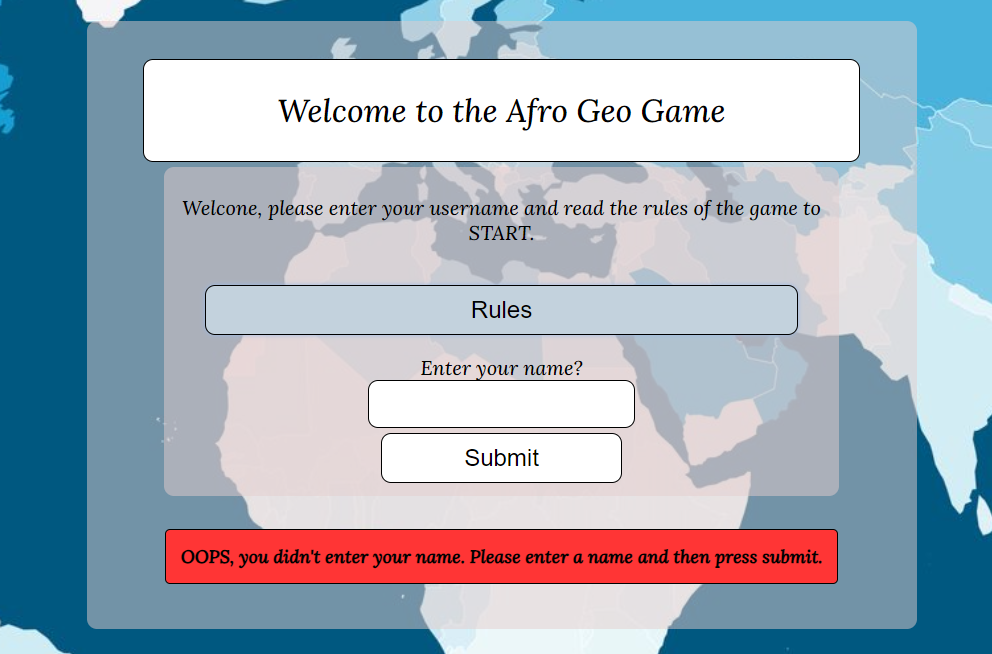 Welcome to the Afro Geo Game
Welcone, please enter your username and read the rules of the game to
START.
Rules
Enter your name?
Submit
OOPS, you didn't enter your name. Please enter a name and then press submit.